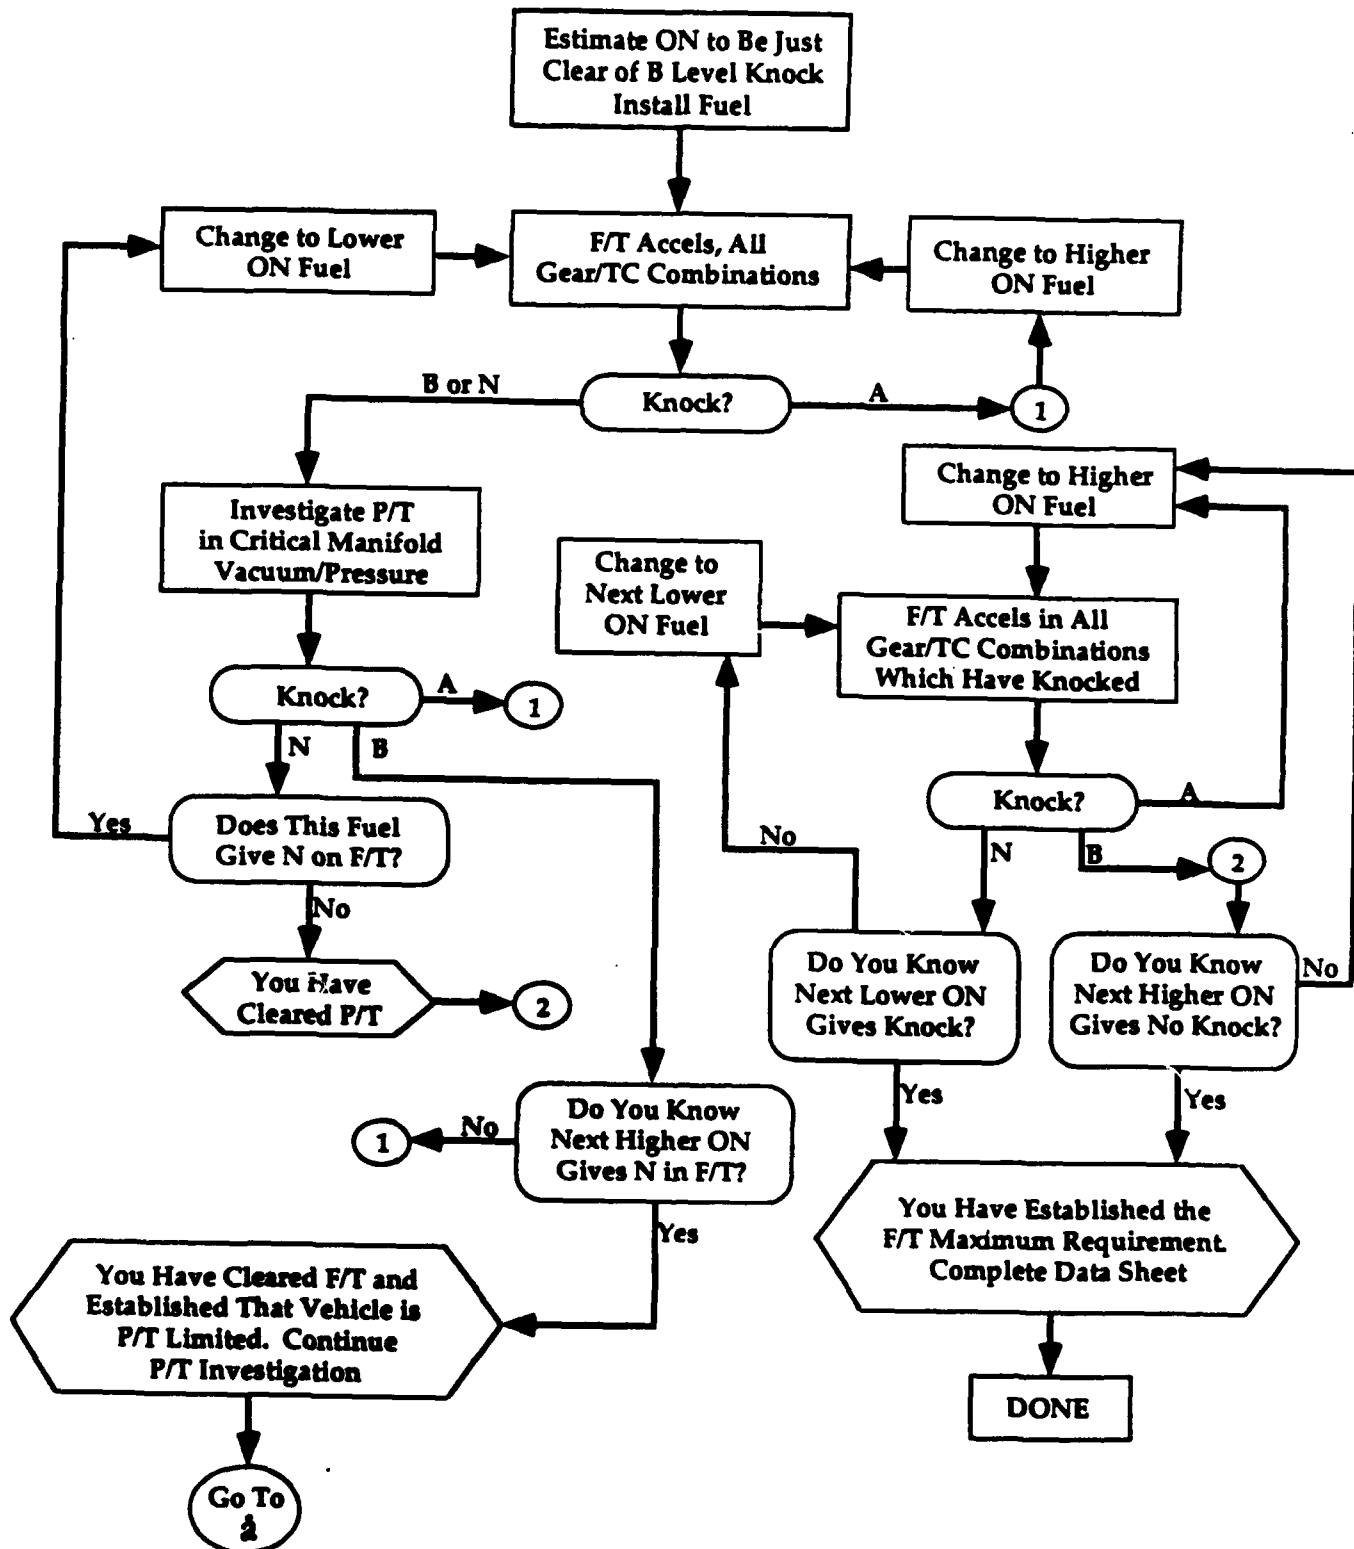 Estimate ON to Be Just
Clear of B Level Knock
Install Fuel
Change to Lower
ON Fuel
F/T Accels, All
Gear/TC Combinations
Change to Higher
ON Fuel
B or N
Knock?
A
1
Investigate P/T
in Critical Manifold
Vacuum/Pressure
Change to Higher
ON Fuel
Change to
Next Lower
ON Fuel
F/T Accels in All
Gear/TC Combinations
Which Have Knocked
Knock?
A
1
N
B
Knock?
A
Yes
Does This Fuel
Give N on F/T?
No
N
B
2
No
You Have
Cleared P/T
2
Do You Know
Next Lower ON
Gives Knock?
Do You Know
Next Higher ON
Gives No Knock?
No
Yes
Yes
1
No
Do You Know
Next Higher ON
Gives N in F/T?
Yes
You Have Established the
F/T Maximum Requirement.
Complete Data Sheet
You Have Cleared F/T and
Established That Vehicle is
P/T Limited. Continue
P/T Investigation
DONE
Go To